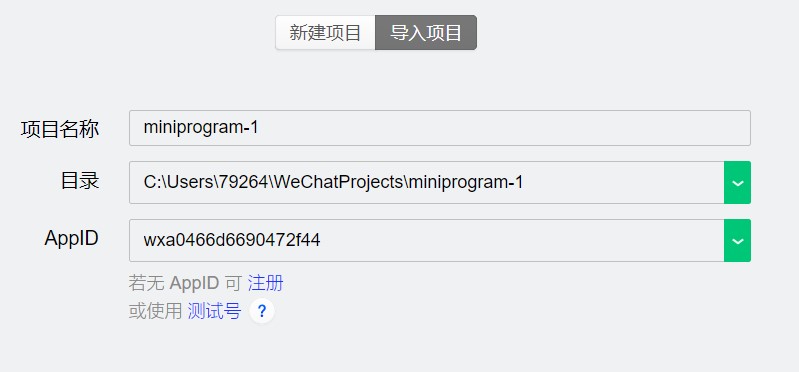 新建项目 导入项目
项目名称 miniprogram-1
目录 C:\Users\79264\WeChatProjects\miniprogram-1
AppID wxa0466d6690472f44
若无 AppID 可 注册
或使用 测试号 ?